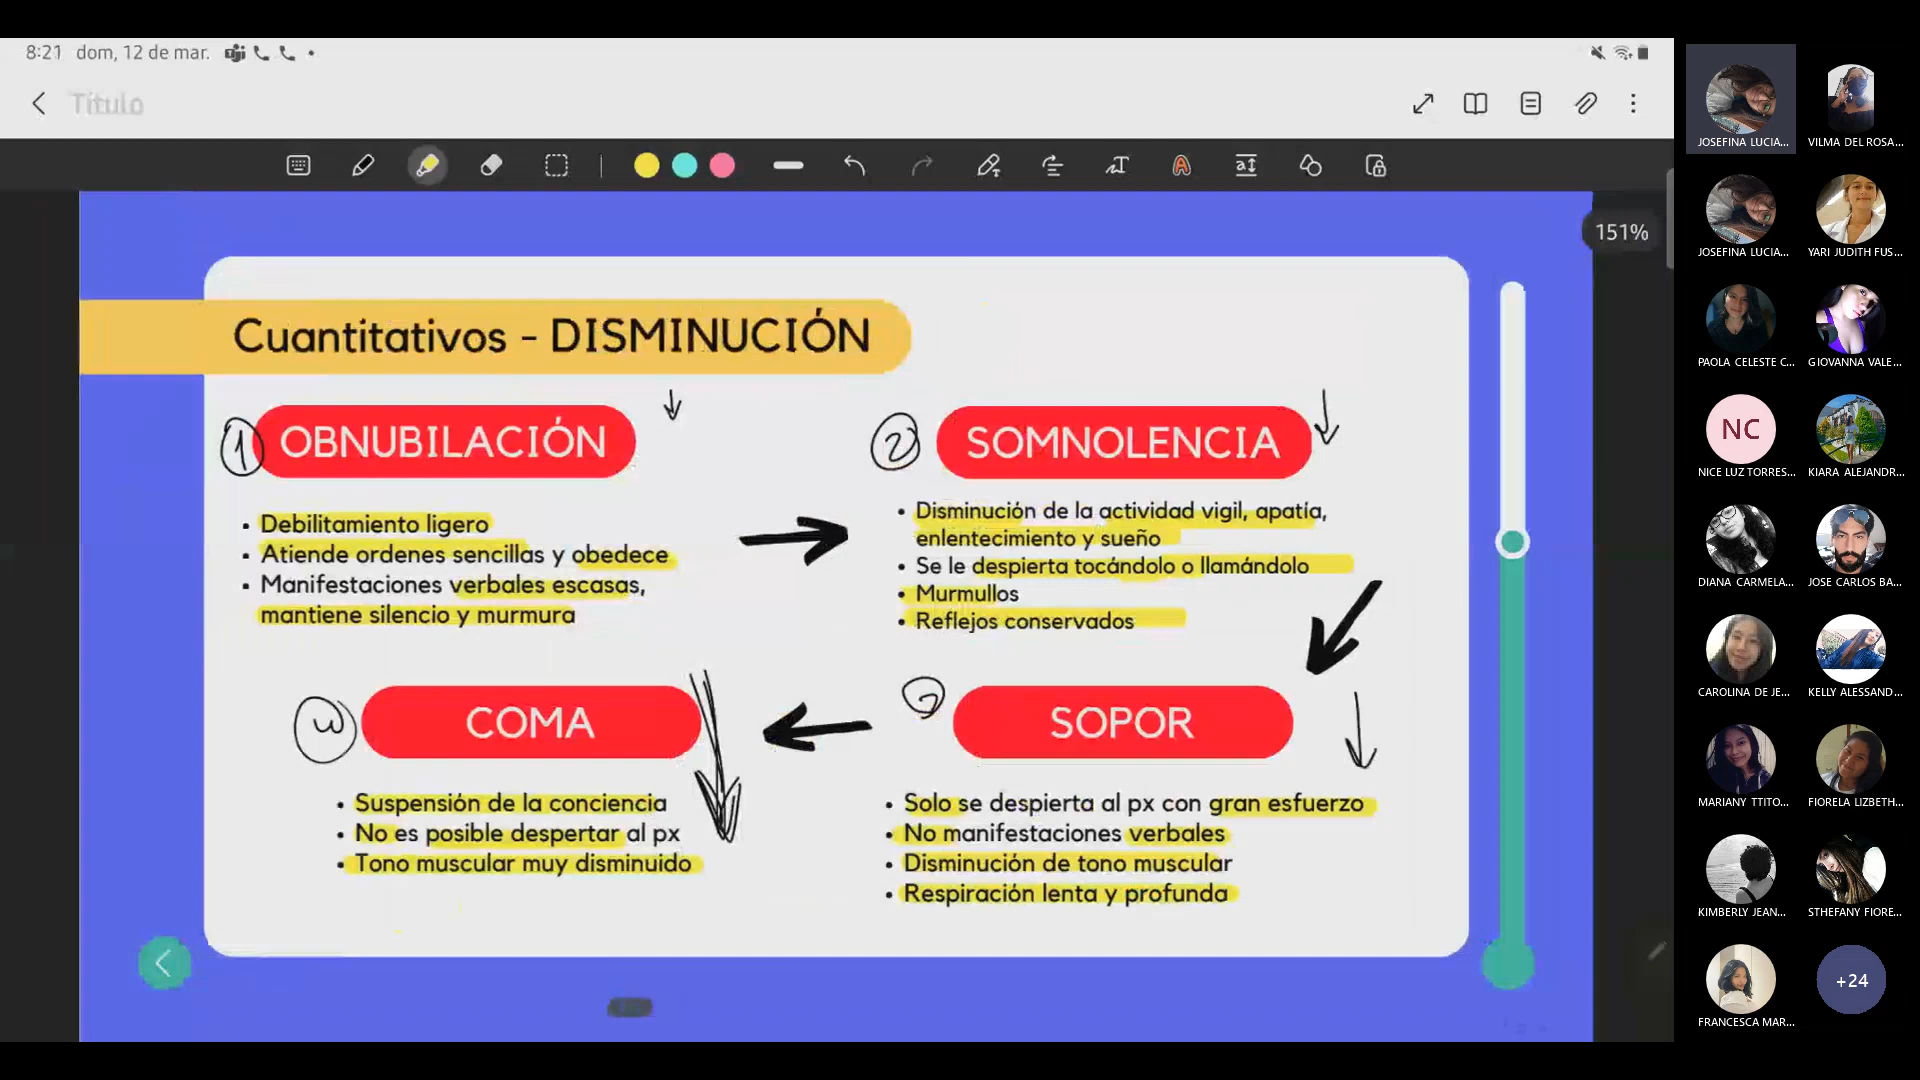 8:21 dom, 12 de mar.
Título
151%
Cuantitativos - DISMINUCIÓN
1 OBNUBILACIÓN
• Debilitamiento ligero
• Atiende ordenes sencillas y obedece
• Manifestaciones verbales escasas,
mantiene silencio y murmura
2 SOMNOLENCIA
• Disminución de la actividad vigil, apatía,
enlentecimiento y sueño
• Se le despierta tocándolo o llamándolo
• Murmullos
• Reflejos conservados
COMA
• Suspensión de la conciencia
• No es posible despertar al px
• Tono muscular muy disminuido
SOPOR
• Solo se despierta al px con gran esfuerzo
• No manifestaciones verbales
• Disminución de tono muscular
• Respiración lenta y profunda
JOSEFINA LUCIA...
VILMA DEL ROSA...
JOSEFINA LUCIA...
YARI JUDITH FUS...
PAOLA CELESTE C...
GIOVANNA VALE...
NC
NICE LUZ TORRES...
KIARA ALEJANDR...
DIANA CARMELA...
JOSE CARLOS BA...
CAROLINA DE JE...
KELLY ALESSAND...
MARIANY TTITO...
FIORELA LIZBETH...
KIMBERLY JEAN...
STHEFANY FIORE...
FRANCESCA MAR...
+24